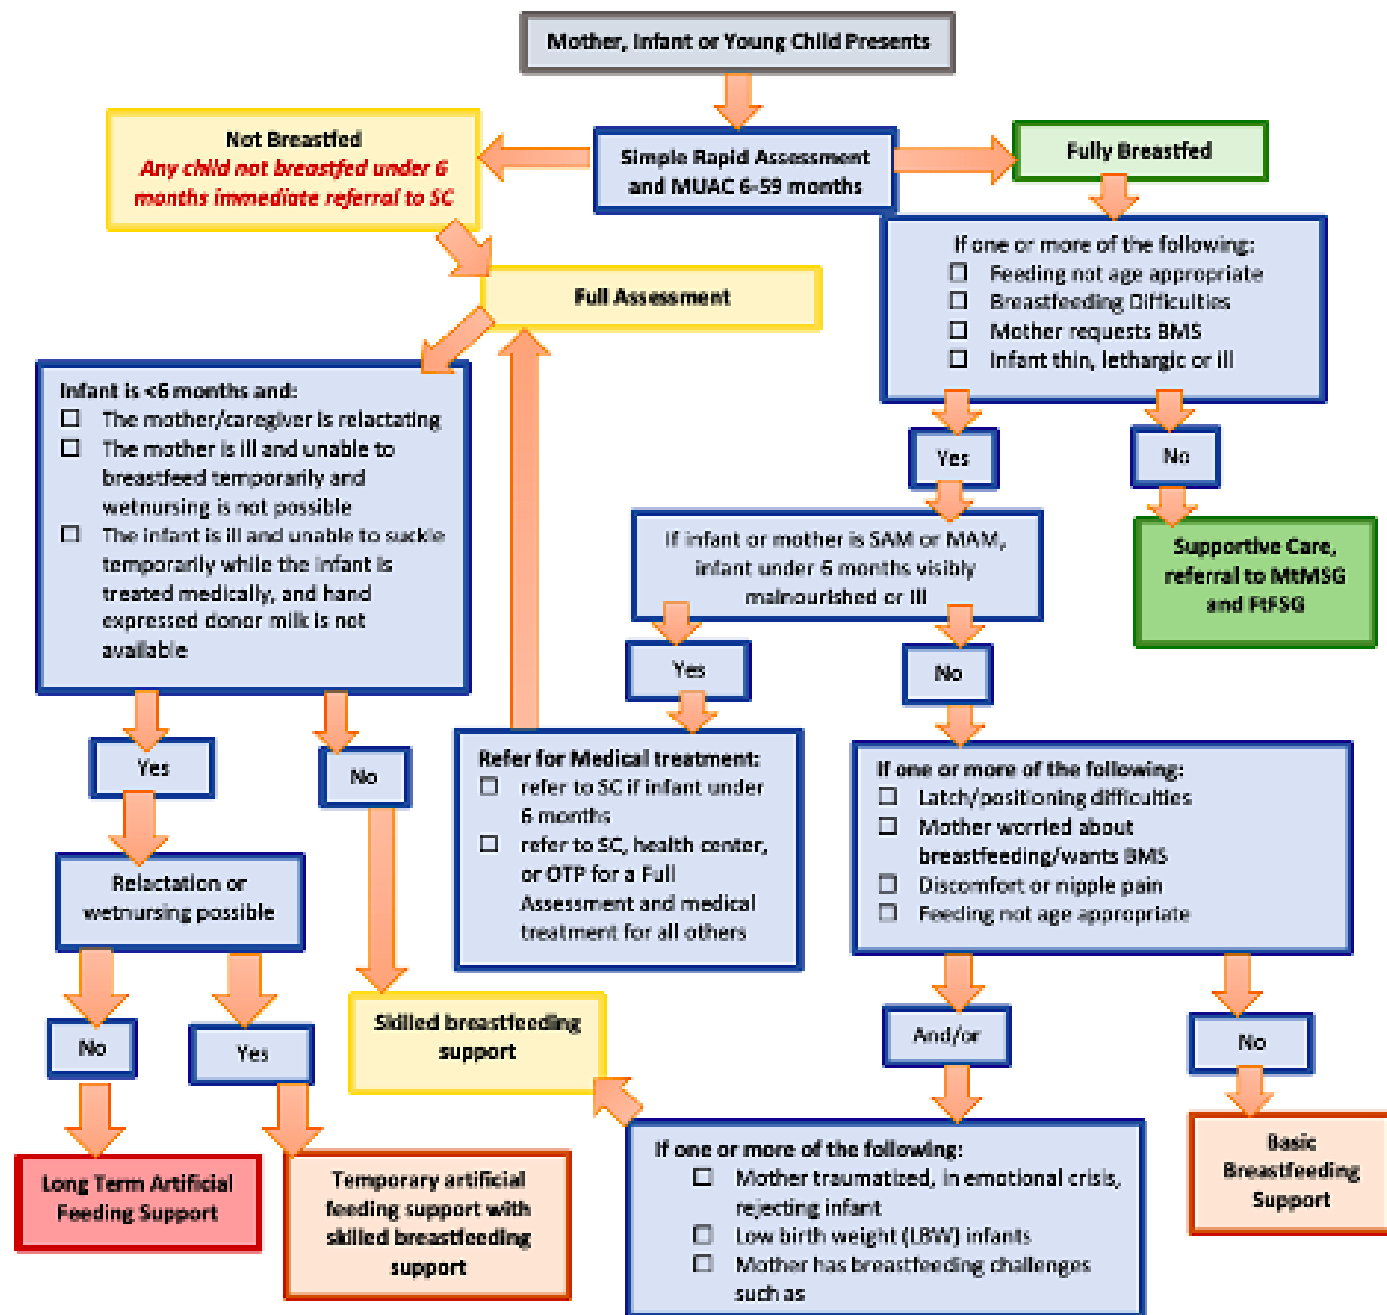 Mother, Infant or Young Child Presents
Not Breastfed
Any child not breastfed under 6
months immediate referral to SC
Simple Rapid Assessment
and MUAC 6-59 months
Fully Breastfed
If one or more of the following:
☐ Feeding not age appropriate
☐ Breastfeeding Difficulties
☐ Mother requests BMS
☐ Infant thin, lethargic or ill
Full Assessment
Infant is <6 months and:
☐ The mother/caregiver is relactating
☐ The mother is ill and unable to
breastfeed temporarily and
wetnursing is not possible
☐ The infant is ill and unable to suckle
temporarily while the infant is
treated medically, and hand
expressed donor milk is not
available
Yes
No
If infant or mother is SAM or MAM,
infant under 6 months visibly
malnourished or ill
Supportive Care,
referral to MtMSG
and FtFSG
Yes
No
Yes
No
Refer for Medical treatment:
☐ refer to SC if infant under
6 months
☐ refer to SC, health center,
or OTP for a Full
Assessment and medical
treatment for all others
If one or more of the following:
☐ Latch/positioning difficulties
☐ Mother worried about
breastfeeding/wants BMS
☐ Discomfort or nipple pain
☐ Feeding not age appropriate
Relactation or
wetnursing possible
No
Yes
Skilled breastfeeding
support
And/or
No
Long Term Artificial
Feeding Support
Temporary artificial
feeding support with
skilled breastfeeding
support
If one or more of the following:
☐ Mother traumatized, in emotional crisis,
rejecting infant
☐ Low birth weight (LBW) infants
☐ Mother has breastfeeding challenges
such as
Basic
Breastfeeding
Support